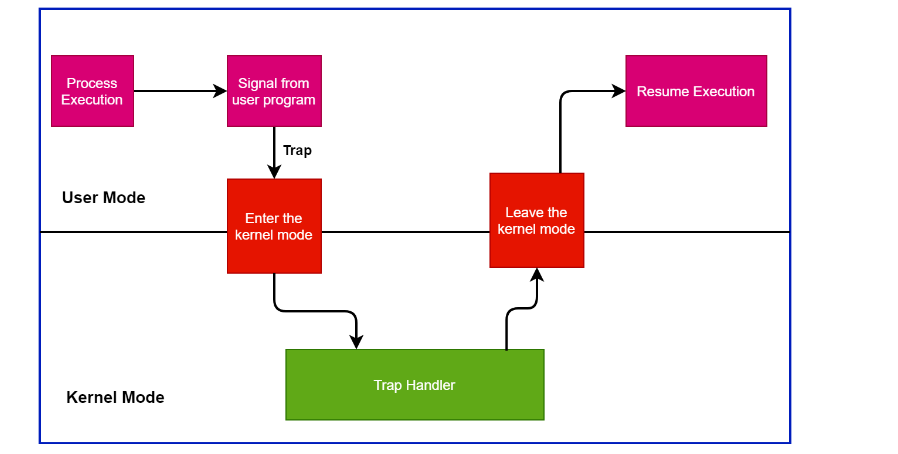 Process
Execution
Signal from
user program
Resume Execution
Trap
User Mode
Enter the
kernel mode
Leave the
kernel mode
Trap Handler
Kernel Mode